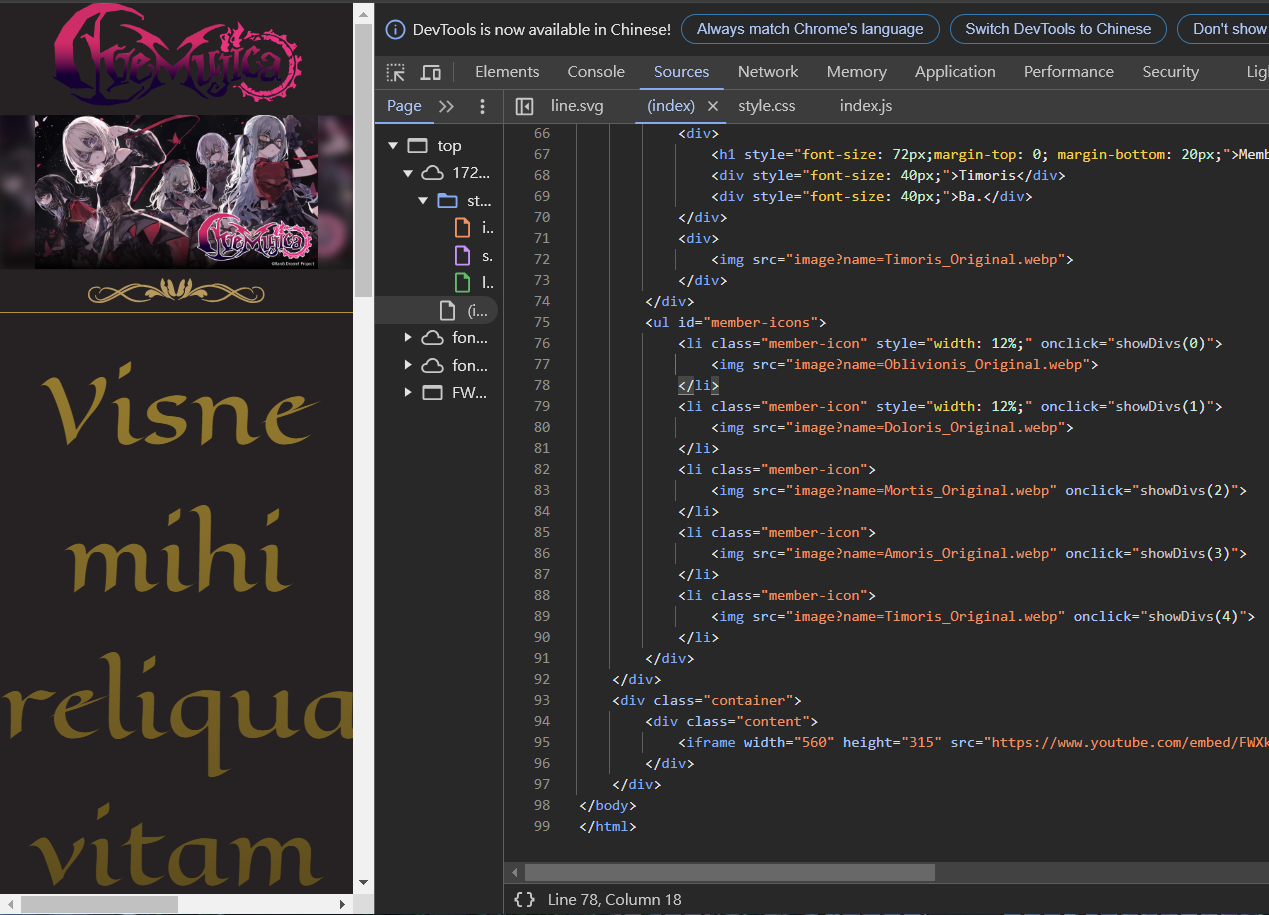 Ave Mujica
Ave Mujica
©BanG Dream! Project
Visne
mihi
reliqua
vitam
DevTools is now available in Chinese! Always match Chrome's language Switch DevTools to Chinese Don't show
Elements Console Sources Network Memory Application Performance Security Lig
Page line.svg (index) style.css index.js
top
172...
st...
i..
s.
l..
(i...
fon...
fon...
FW...
66 <div>
67 <h1 style="font-size: 72px;margin-top: 0; margin-bottom: 20px;">Memb
68 <div style="font-size: 40px;">Timoris</div>
69 <div style="font-size: 40px;">Ba.</div>
70 </div>
71 <div>
72 <img src="image?name=Timoris_Original.webp">
73 </div>
74 </div>
75 <ul id="member-icons">
76 <li class="member-icon" style="width: 12%;" onclick="showDivs(0)">
77 <img src="image?name=Oblivionis_Original.webp">
78 </li>
79 <li class="member-icon" style="width: 12%;" onclick="showDivs(1)">
80 <img src="image?name=Doloris_Original.webp">
81 </li>
82 <li class="member-icon">
83 <img src="image?name=Mortis_Original.webp" onclick="showDivs(2)">
84 </li>
85 <li class="member-icon">
86 <img src="image?name=Amoris_Original.webp" onclick="showDivs(3)">
87 </li>
88 <li class="member-icon">
89 <img src="image?name=Timoris_Original.webp" onclick="showDivs(4)">
90 </li>
91 </div>
92 </div>
93 <div class="container">
94 <div class="content">
95 <iframe width="560" height="315" src="https://www.youtube.com/embed/FWXk
96 </div>
97 </div>
98 </body>
99 </html>
{} Line 78, Column 18